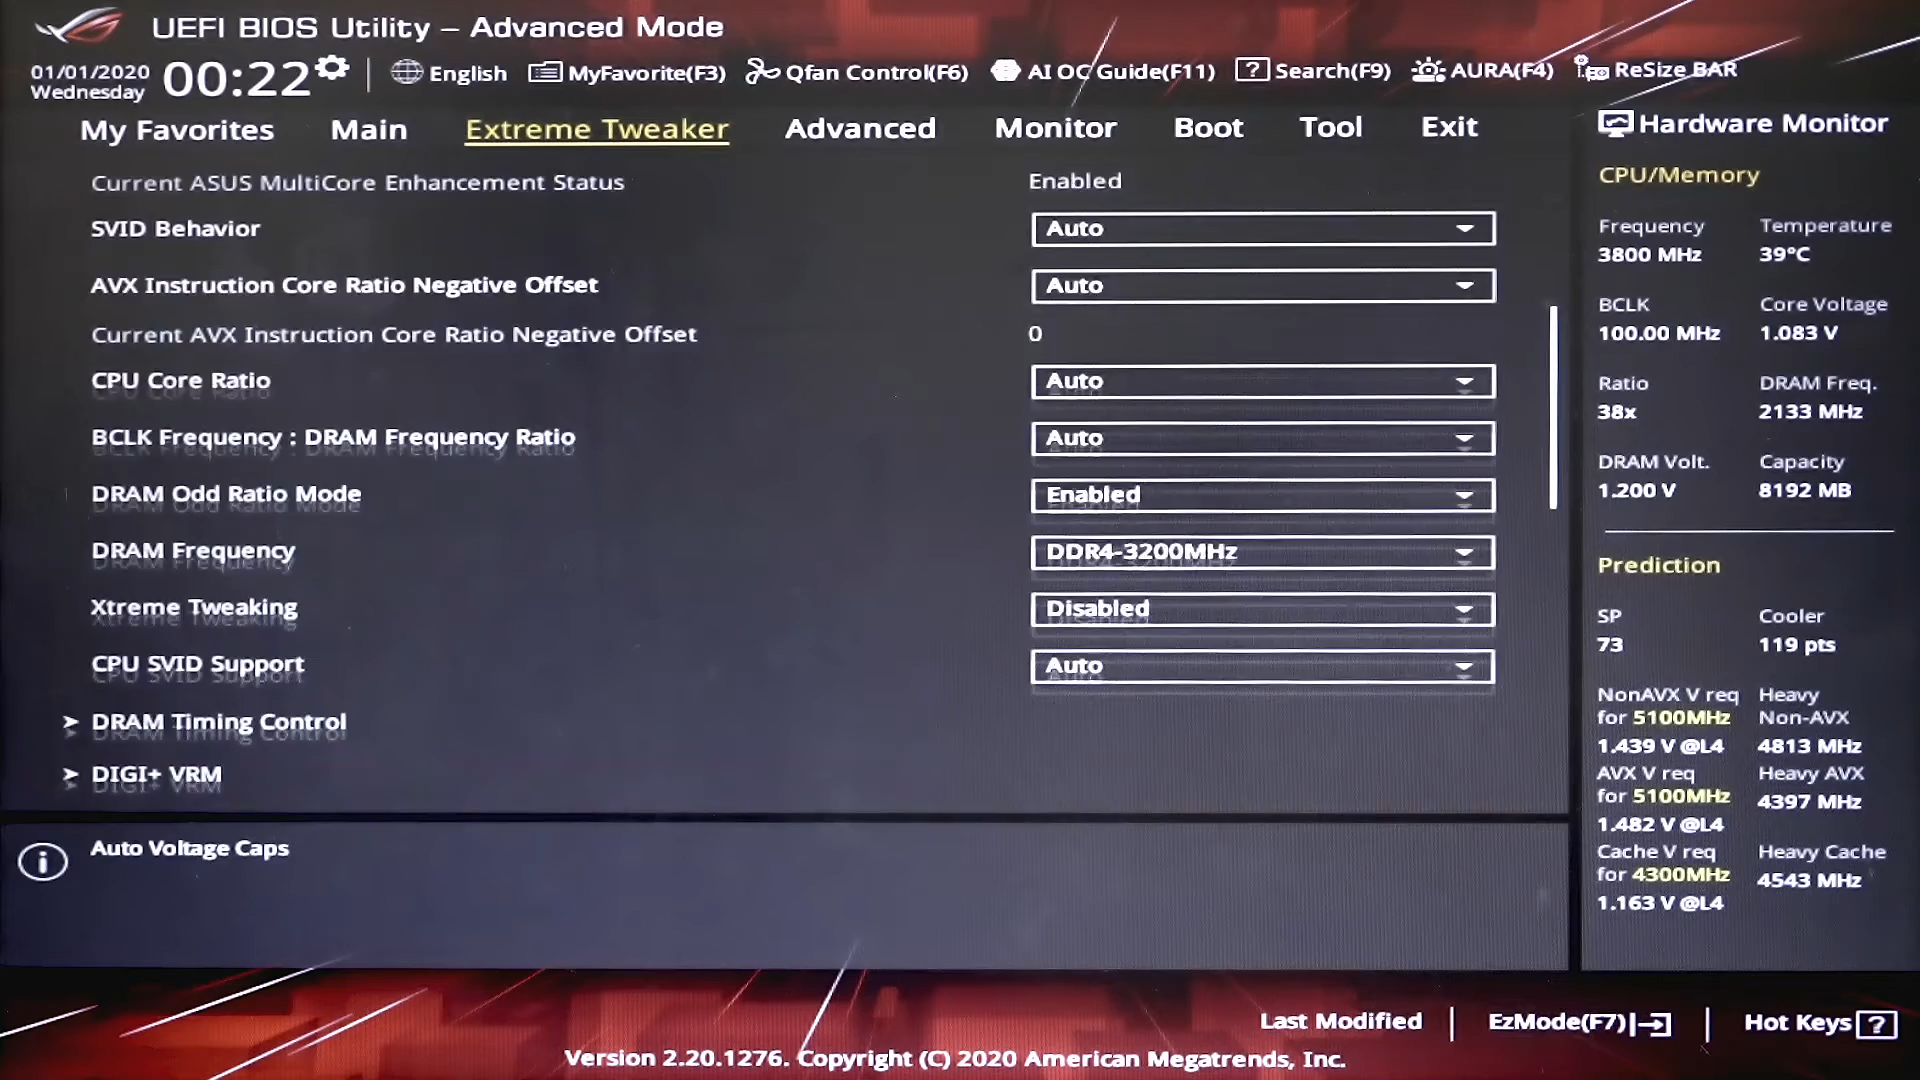 UEFI BIOS Utility – Advanced Mode
01/01/2020
Wednesday
00:22
English
MyFavorite(F3)
Qfan Control(F6)
AI OC Guide(F11)
Search(F9)
AURA(F4)
ReSize BAR
My Favorites
Main
Extreme Tweaker
Advanced
Monitor
Boot
Tool
Exit
Current ASUS MultiCore Enhancement Status Enabled
SVID Behavior Auto
AVX Instruction Core Ratio Negative Offset Auto
Current AVX Instruction Core Ratio Negative Offset 0
CPU Core Ratio Auto
BCLK Frequency : DRAM Frequency Ratio Auto
DRAM Odd Ratio Mode Enabled
DRAM Frequency DDR4-3200MHz
Xtreme Tweaking Disabled
CPU SVID Support Auto
DRAM Timing Control
DIGI+ VRM
Auto Voltage Caps
Hardware Monitor
CPU/Memory
Frequency Temperature
3800 MHz 39°C
BCLK Core Voltage
100.00 MHz 1.083 V
Ratio DRAM Freq.
38x 2133 MHz
DRAM Volt. Capacity
1.200 V 8192 MB
Prediction
SP Cooler
73 119 pts
NonAVX V req Heavy
for 5100MHz Non-AVX
1.439 V @L4 4813 MHz
AVX V req Heavy AVX
for 5100MHz 4397 MHz
1.482 V @L4
Cache V req Heavy Cache
for 4300MHz 4543 MHz
1.163 V @L4
Last Modified
EzMode(F7)
Hot Keys ?
Version 2.20.1276. Copyright (C) 2020 American Megatrends, Inc.